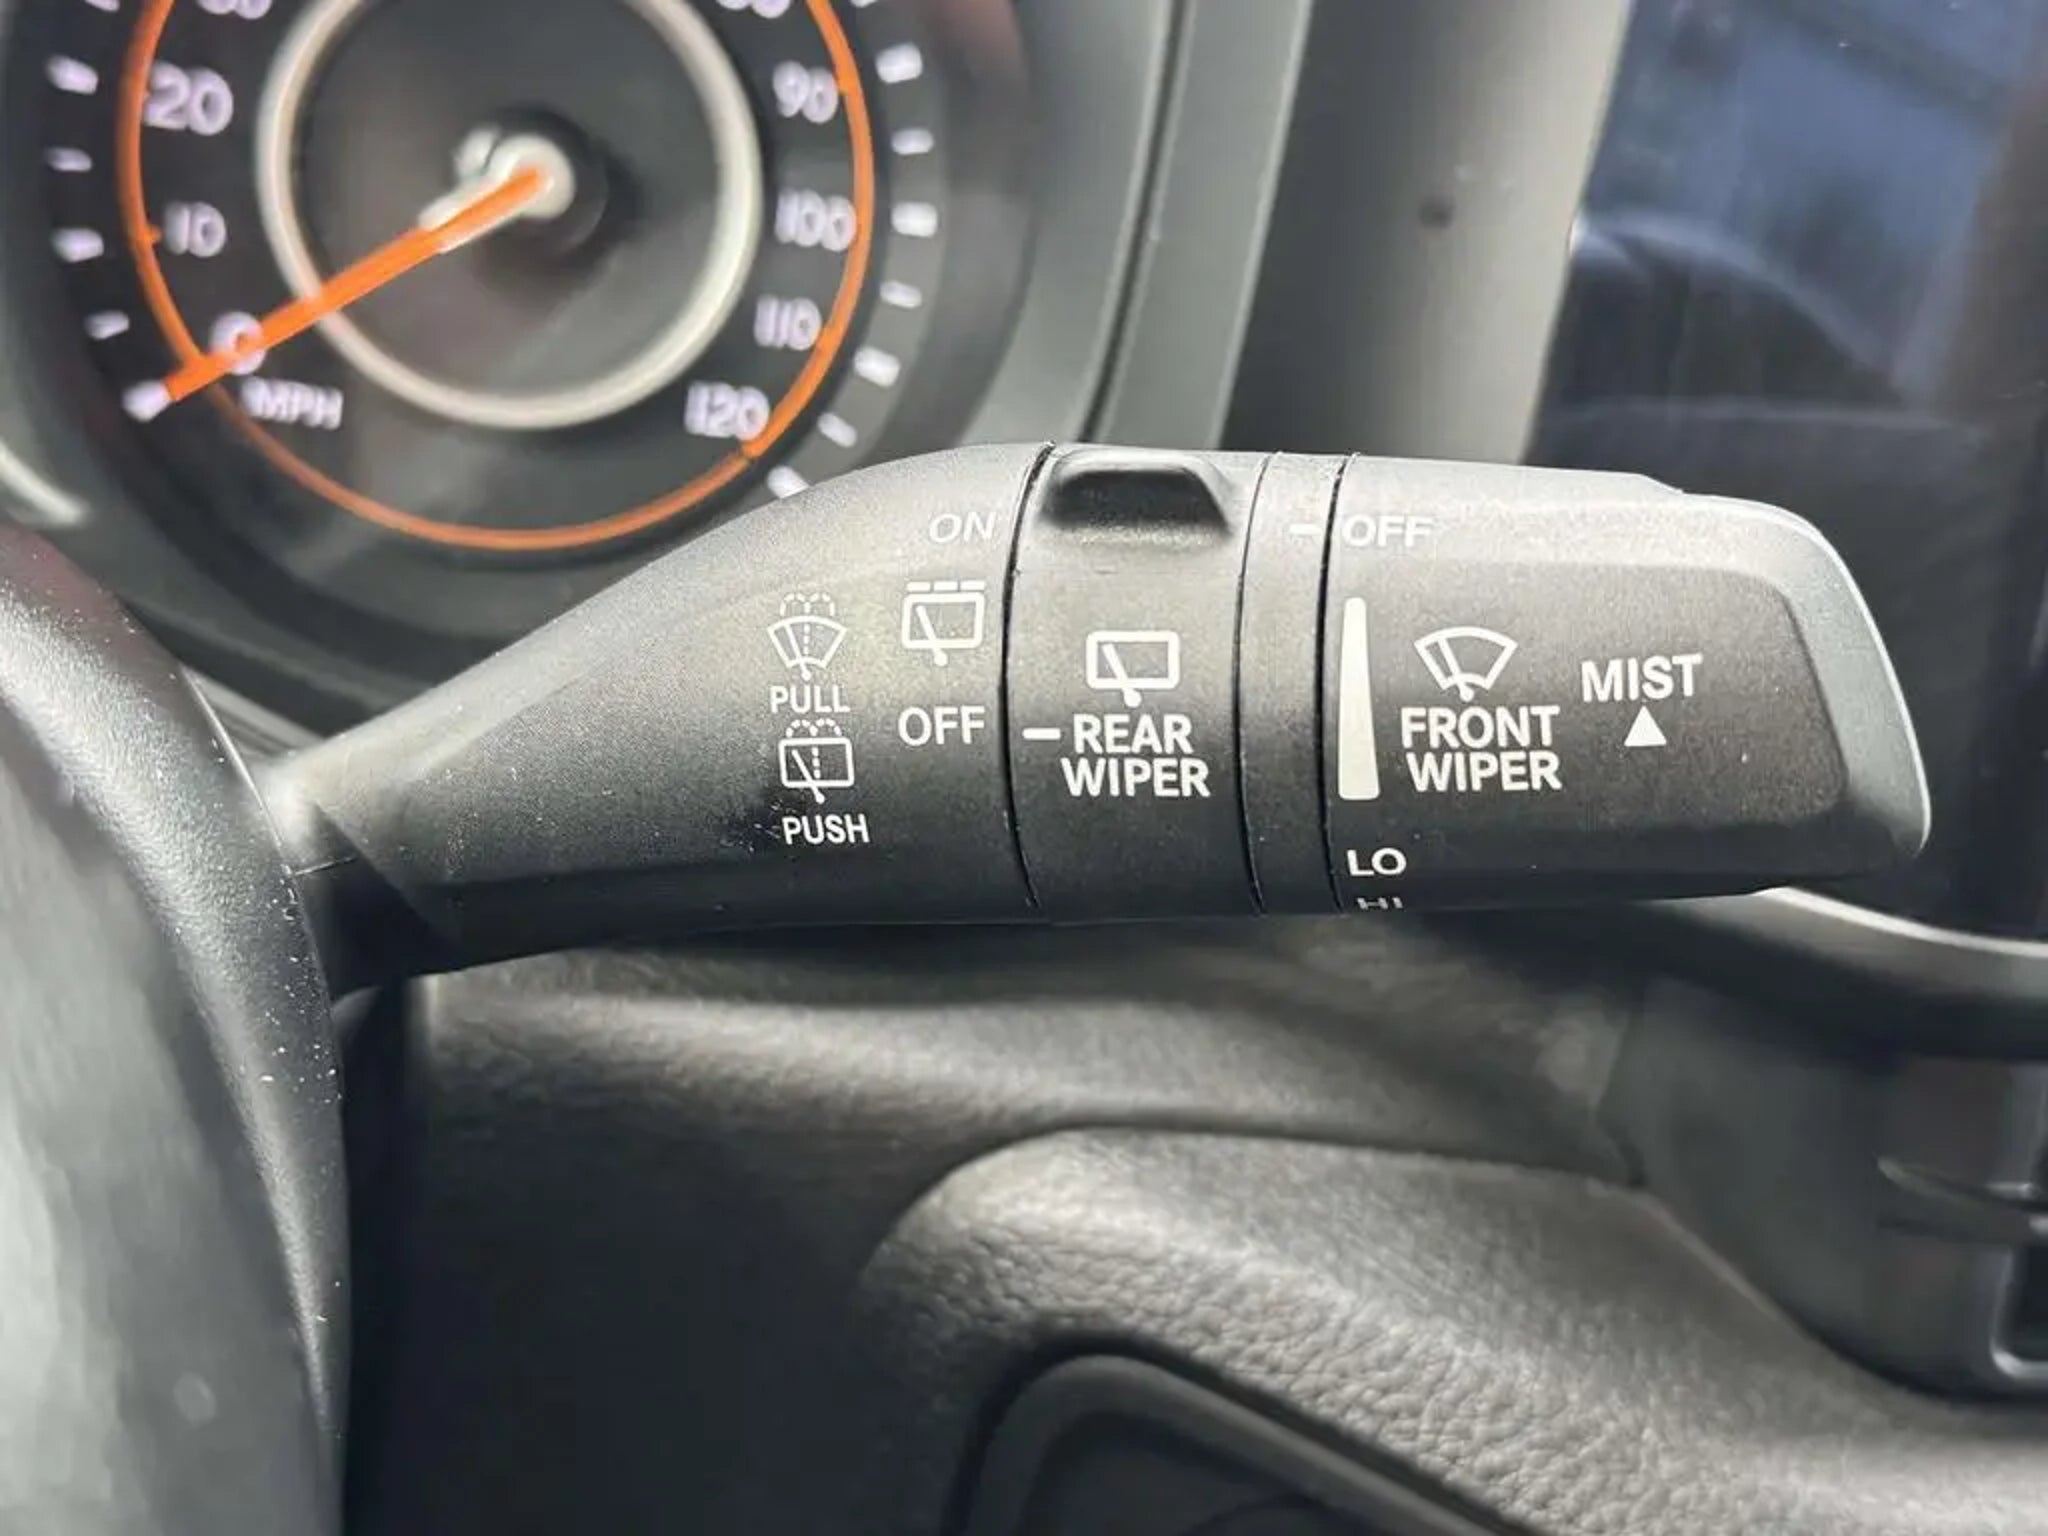 20
10
0
MPH
90
100
110
120
ON
OFF
PULL
PUSH
REAR
WIPER
OFF
FRONT
WIPER
MIST
LO
HI